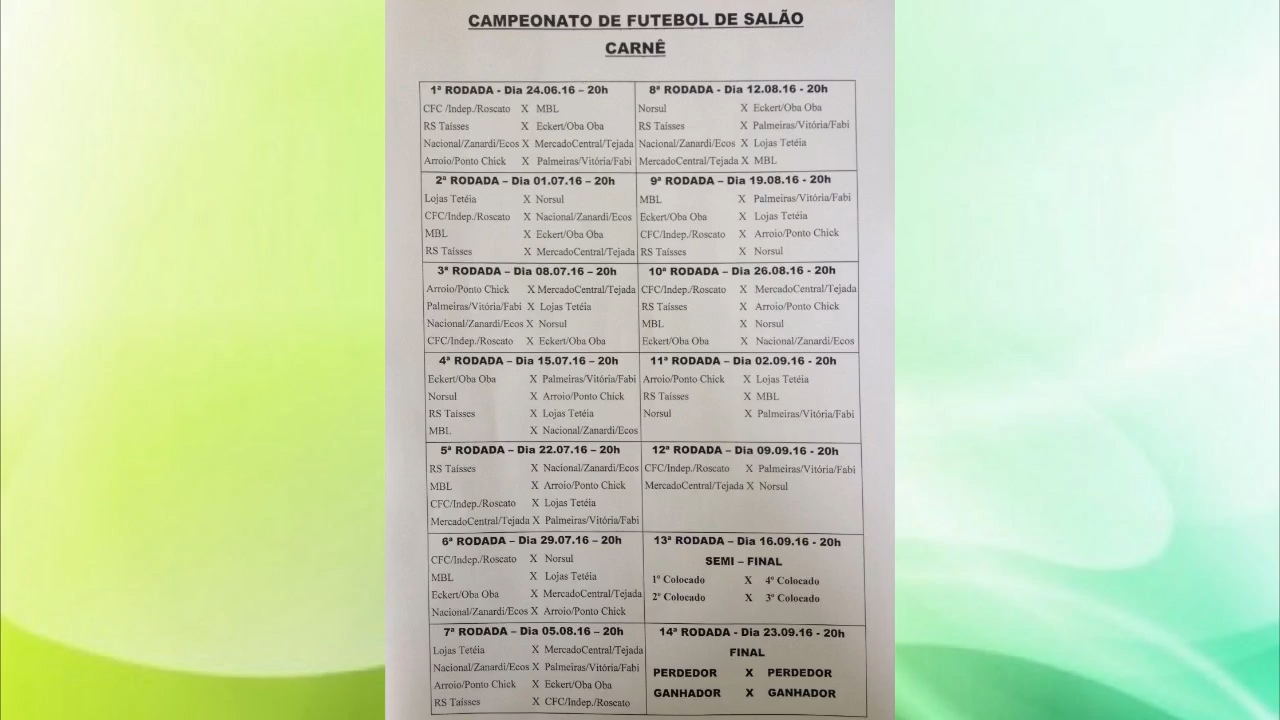 CAMPEONATO DE FUTEBOL DE SALÃO
CARNÊ
1ª RODADA - Dia 24.06.16 – 20h
CFC /Indep./Roscato X MBL
RS Taisses X Eckert/Oba Oba
Nacional/Zanardi/Ecos X MercadoCentral/Tejada
Arroio/Ponto Chick X Palmeiras/Vitória/Fabi
2ª RODADA – Dia 01.07.16 – 20h
Lojas Tetéia X Norsul
CFC/Indep./Roscato X Nacional/Zanardi/Ecos
MBL X Eckert/Oba Oba
RS Taisses X MercadoCentral/Tejada
3ª RODADA – Dia 08.07.16 – 20h
Arroio/Ponto Chick X MercadoCentral/Tejada
Palmeiras/Vitória/Fabi X Lojas Tetéia
Nacional/Zanardi/Ecos X Norsul
CFC/Indep./Roscato X Eckert/Oba Oba
4ª RODADA – Dia 15.07.16 – 20h
Eckert/Oba Oba X Palmeiras/Vitória/Fabi
Norsul X Arroio/Ponto Chick
RS Taisses X Lojas Tetéia
MBL X Nacional/Zanardi/Ecos
5ª RODADA – Dia 22.07.16 – 20h
RS Taisses X Nacional/Zanardi/Ecos
MBL X Arroio/Ponto Chick
CFC/Indep./Roscato X Lojas Tetéia
MercadoCentral/Tejada X Palmeiras/Vitória/Fabi
6ª RODADA – Dia 29.07.16 – 20h
CFC/Indep./Roscato X Norsul
MBL X Lojas Tetéia
Eckert/Oba Oba X MercadoCentral/Tejada
Nacional/Zanardi/Ecos X Arroio/Ponto Chick
7ª RODADA – Dia 05.08.16 – 20h
Lojas Tetéia X MercadoCentral/Tejada
Nacional/Zanardi/Ecos X Palmeiras/Vitória/Fabi
Arroio/Ponto Chick X Eckert/Oba Oba
RS Taisses X CFC/Indep./Roscato
8ª RODADA - Dia 12.08.16 - 20h
Norsul X Eckert/Oba Oba
RS Taisses X Palmeiras/Vitória/Fabi
Nacional/Zanardi/Ecos X Lojas Tetéia
MercadoCentral/Tejada X MBL
9ª RODADA – Dia 19.08.16 - 20h
MBL X Palmeiras/Vitória/Fabi
Eckert/Oba Oba X Lojas Tetéia
CFC/Indep./Roscato X Arroio/Ponto Chick
RS Taisses X Norsul
10ª RODADA – Dia 26.08.16 - 20h
CFC/Indep./Roscato X MercadoCentral/Tejada
RS Taisses X Arroio/Ponto Chick
MBL X Norsul
Eckert/Oba Oba X Nacional/Zanardi/Ecos
11ª RODADA – Dia 02.09.16 - 20h
Arroio/Ponto Chick X Lojas Tetéia
RS Taisses X MBL
Norsul X Palmeiras/Vitória/Fabi
12ª RODADA – Dia 09.09.16 - 20h
CFC/Indep./Roscato X Palmeiras/Vitória/Fabi
MercadoCentral/Tejada X Norsul
13ª RODADA – Dia 16.09.16 - 20h
SEMI – FINAL
1º Colocado X 4º Colocado
2º Colocado X 3º Colocado
14ª RODADA - Dia 23.09.16 - 20h
FINAL
PERDEDOR X PERDEDOR
GANHADOR X GANHADOR